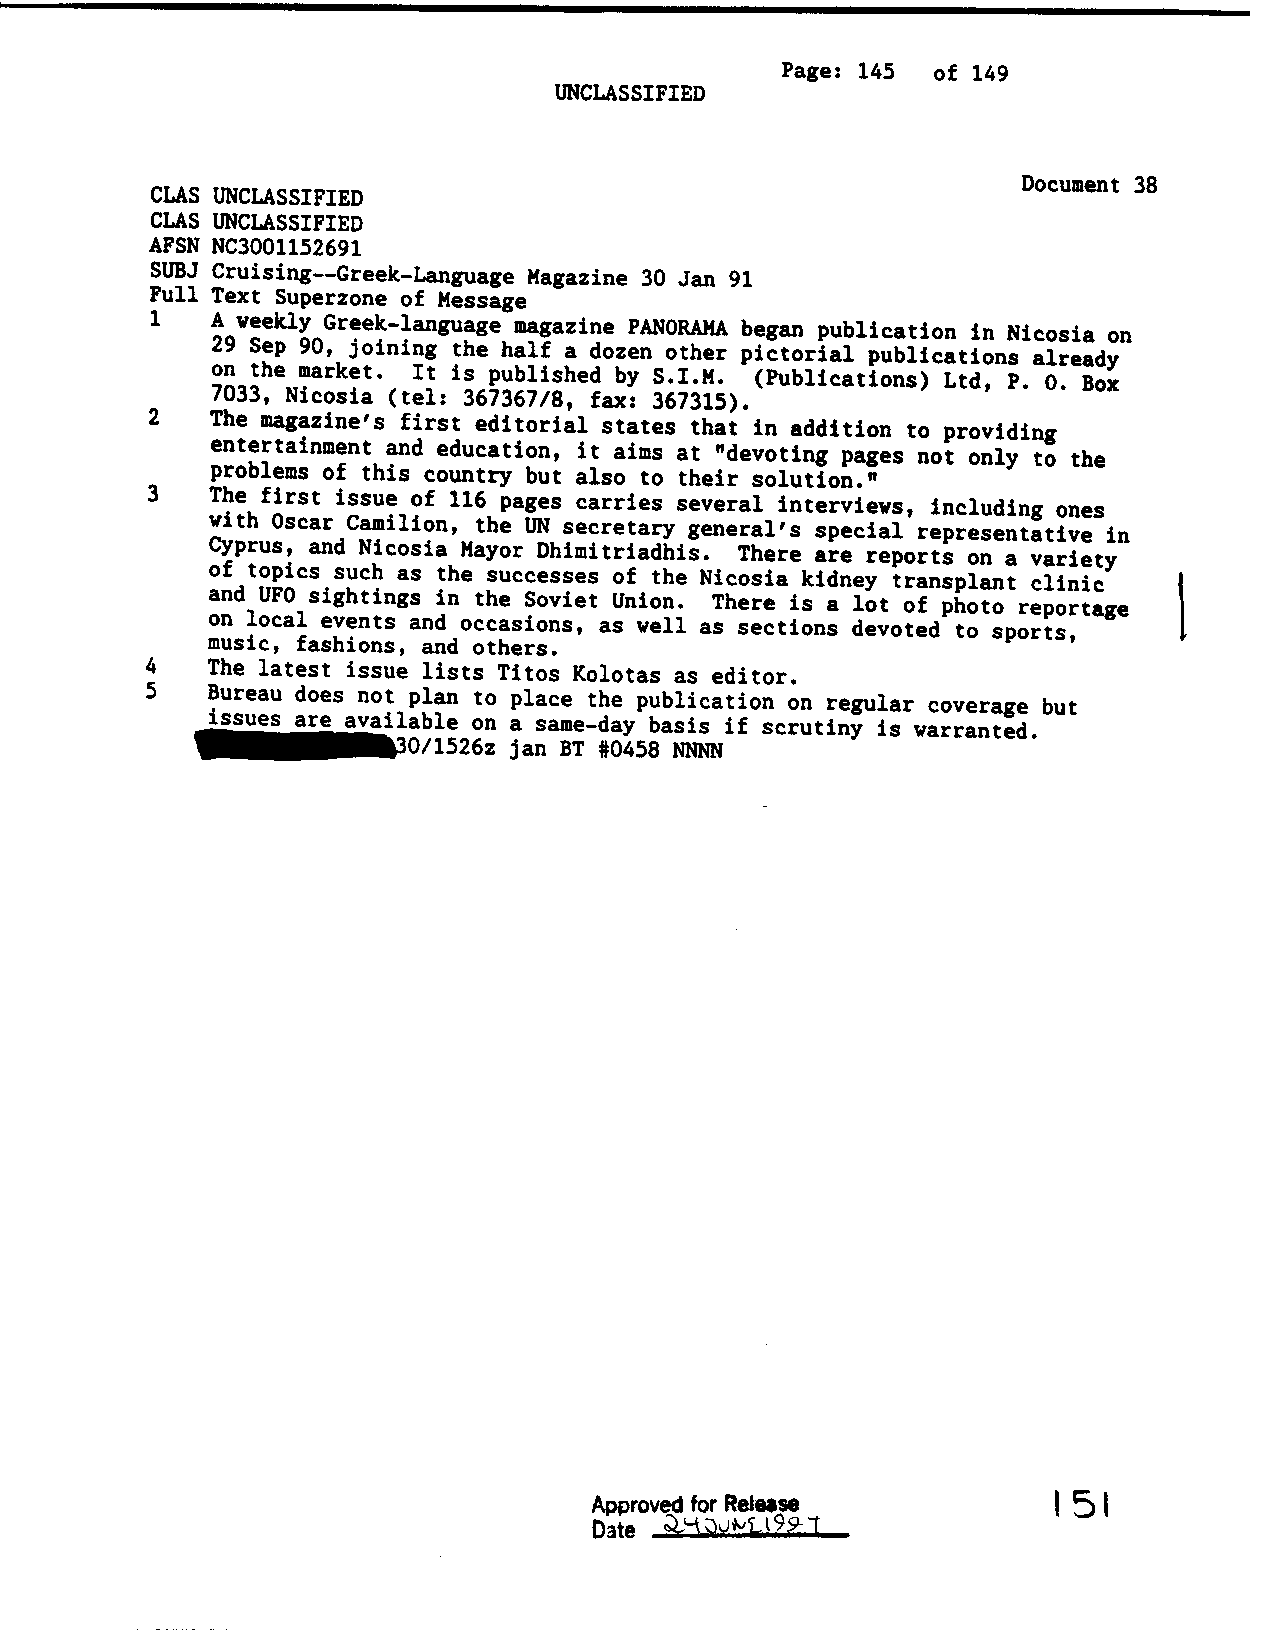 Page: 145 of 149
UNCLASSIFIED
Document 38
CLAS UNCLASSIFIED
CLAS UNCLASSIFIED
AFSN NC3001152691
SUBJ Cruising--Greek-Language Magazine 30 Jan 91
Full Text Superzone of Message
1 A weekly Greek-language magazine PANORAMA began publication in Nicosia on
29 Sep 90, joining the half a dozen other pictorial publications already
on the market. It is published by S.I.M. (Publications) Ltd, P. O. Box
7033, Nicosia (tel: 367367/8, fax: 367315).
2 The magazine's first editorial states that in addition to providing
entertainment and education, it aims at "devoting pages not only to the
problems of this country but also to their solution."
3 The first issue of 116 pages carries several interviews, including ones
with Oscar Camilion, the UN secretary general's special representative in
Cyprus, and Nicosia Mayor Dhimitriadhis. There are reports on a variety
of topics such as the successes of the Nicosia kidney transplant clinic
and UFO sightings in the Soviet Union. There is a lot of photo reportage
on local events and occasions, as well as sections devoted to sports,
music, fashions, and others.
4 The latest issue lists Titos Kolotas as editor.
5 Bureau does not plan to place the publication on regular coverage but
issues are available on a same-day basis if scrutiny is warranted.
30/1526z jan BT #0458 NNNN
Approved for Release
Date 24 JUNE 1997
151